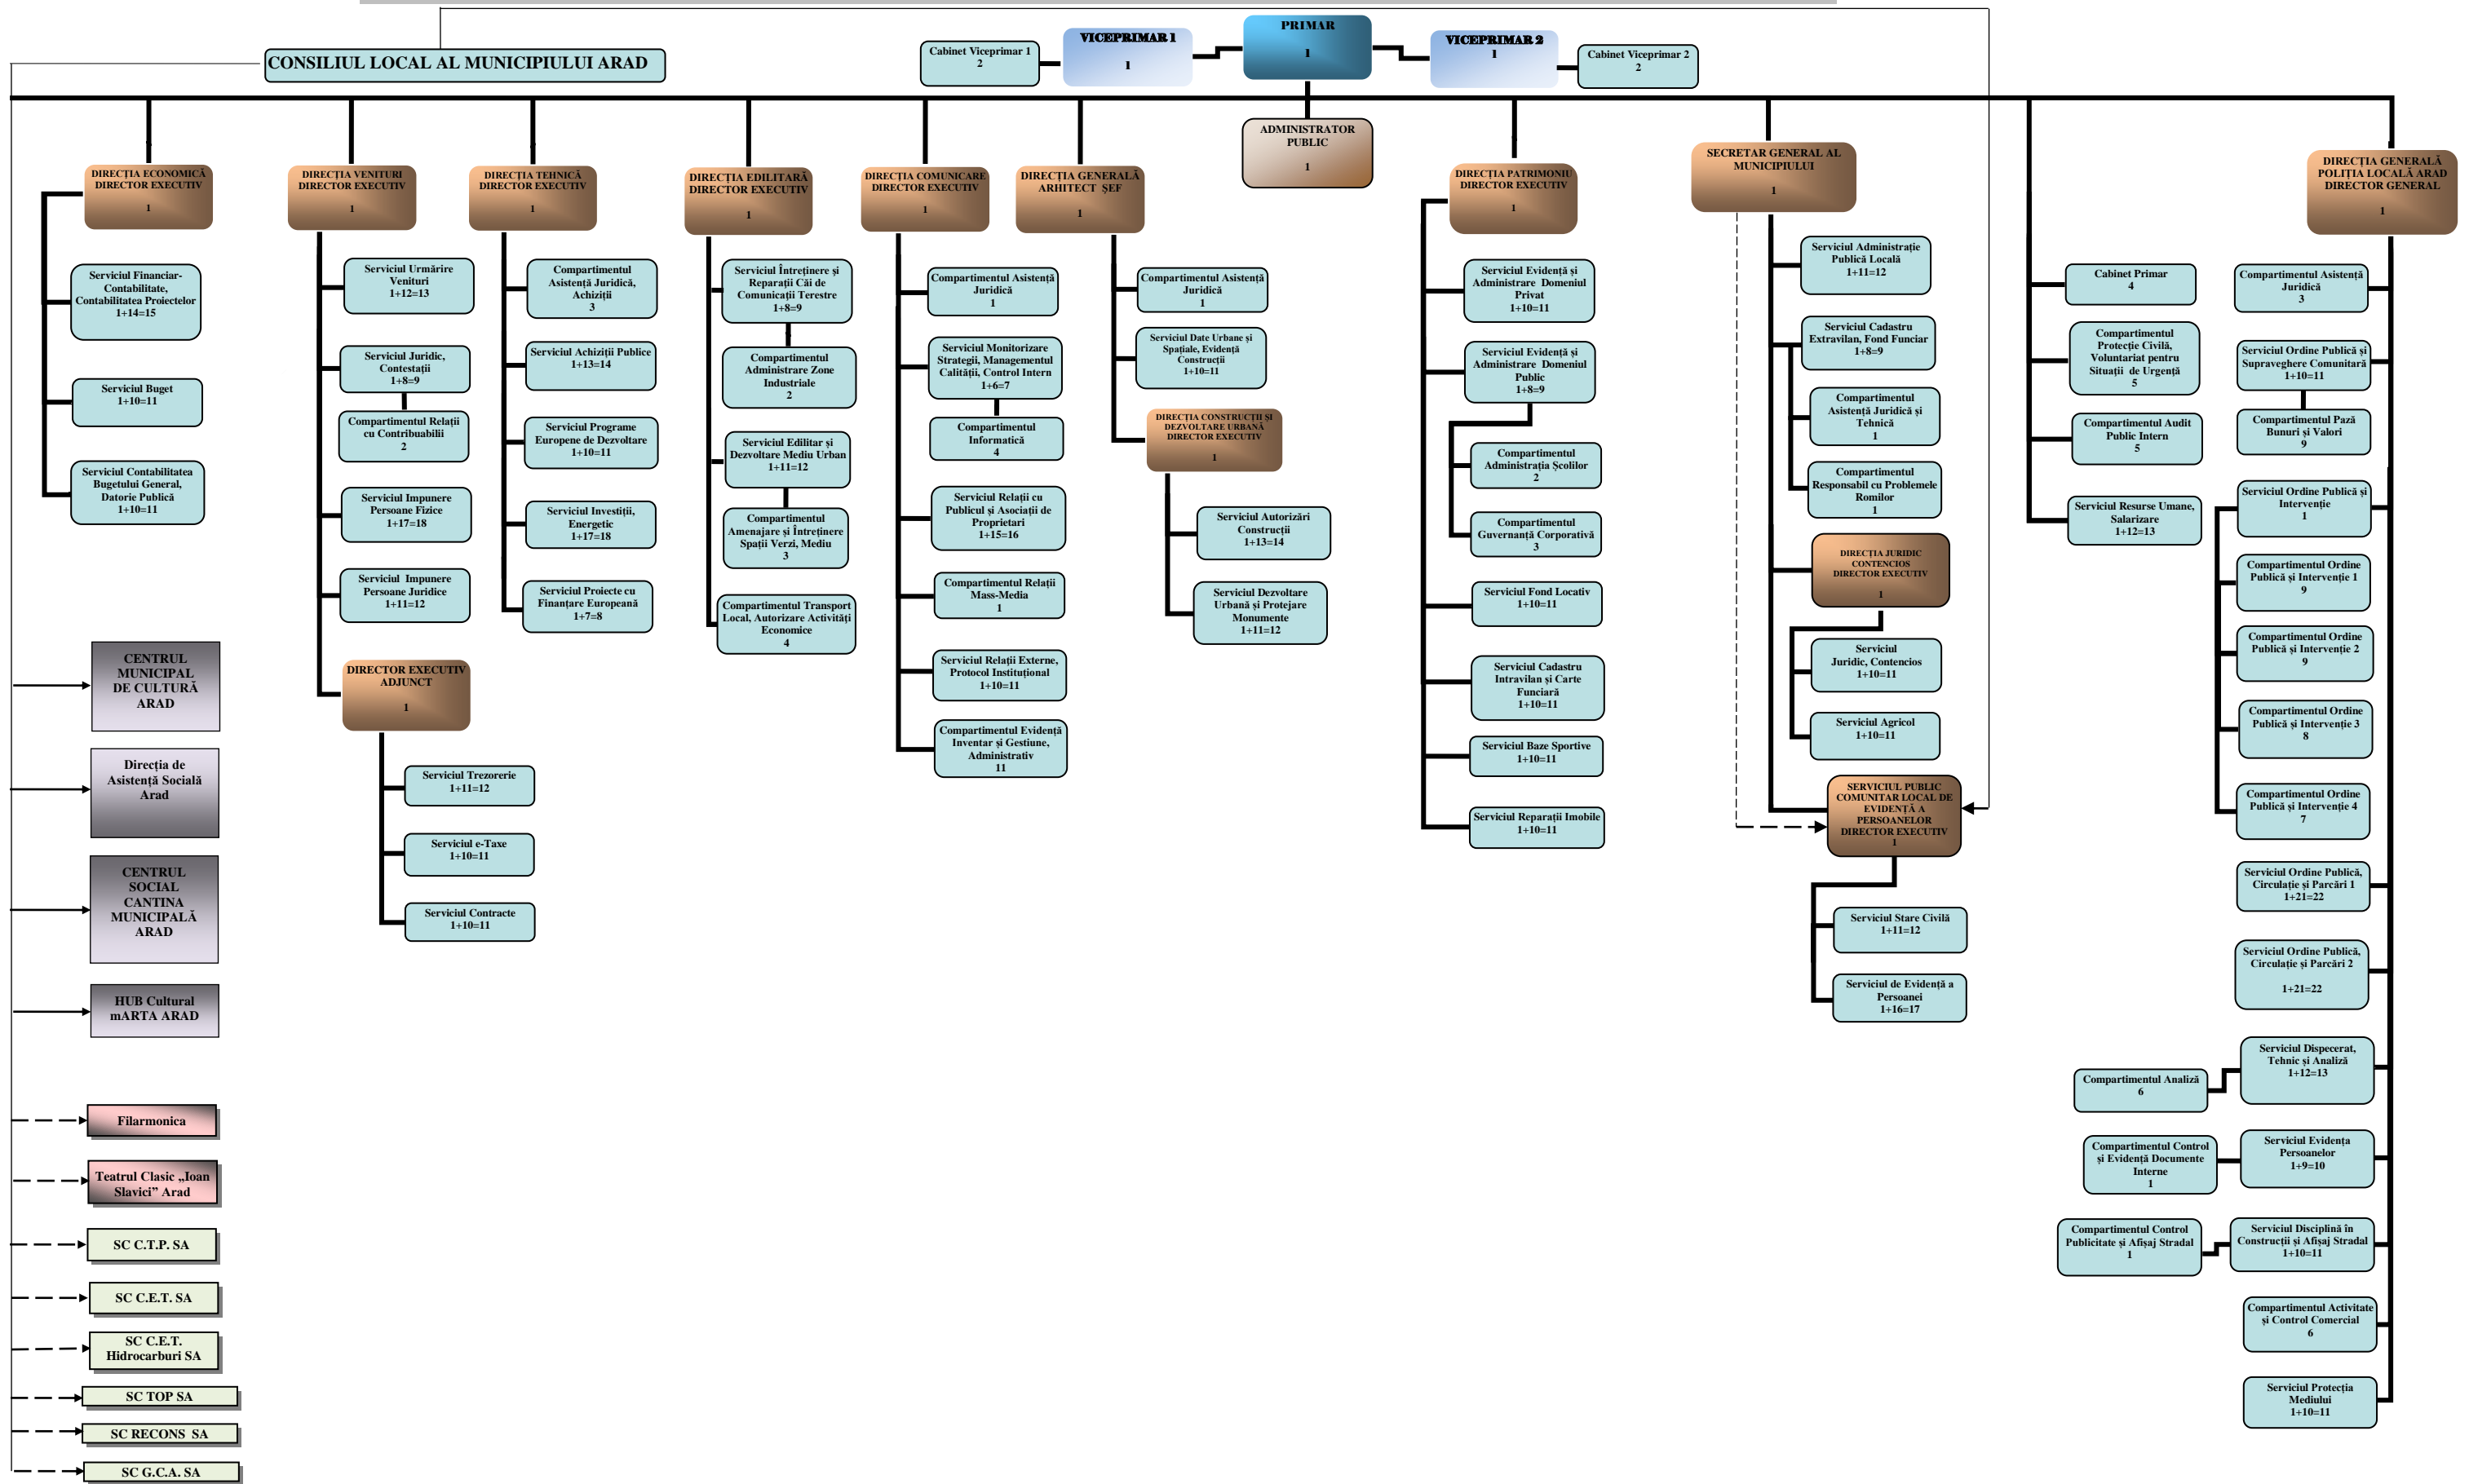 PRIMAR
1
VICEPRIMAR 1
1
VICEPRIMAR 2
1
Cabinet Viceprimar 1
2
Cabinet Viceprimar 2
2
CONSILIUL LOCAL AL MUNICIPIULUI ARAD
ADMINISTRATOR
PUBLIC
1
DIRECȚIA ECONOMICĂ
DIRECTOR EXECUTIV
1
Serviciul Financiar-
Contabilitate,
Contabilitatea Proiectelor
1+14=15
Serviciul Buget
1+10=11
Serviciul Contabilitatea
Bugetului General,
Datorie Publică
1+10=11
DIRECȚIA VENITURI
DIRECTOR EXECUTIV
1
Serviciul Urmărire
Venituri
1+12=13
Serviciul Juridic,
Contestații
1+8=9
Compartimentul Relații
cu Contribuabilii
2
Serviciul Impunere
Persoane Fizice
1+17=18
Serviciul Impunere
Persoane Juridice
1+11=12
DIRECTOR EXECUTIV
ADJUNCT
1
Serviciul Trezorerie
1+11=12
Serviciul e-Taxe
1+10=11
Serviciul Contracte
1+10=11
DIRECȚIA TEHNICĂ
DIRECTOR EXECUTIV
1
Compartimentul
Asistență Juridică,
Achiziții
3
Serviciul Achiziții Publice
1+13=14
Serviciul Programe
Europene de Dezvoltare
1+10=11
Serviciul Investiții,
Energetic
1+17=18
Serviciul Proiecte cu
Finanțare Europeană
1+7=8
DIRECȚIA EDILITARĂ
DIRECTOR EXECUTIV
1
Serviciul Întreținere și
Reparații Căi de
Comunicații Terestre
1+8=9
Compartimentul
Administrare Zone
Industriale
2
Serviciul Edilitar și
Dezvoltare Mediu Urban
1+11=12
Compartimentul
Amenajare și Întreținere
Spații Verzi, Mediu
3
Compartimentul Transport
Local, Autorizare Activități
Economice
4
DIRECȚIA COMUNICARE
DIRECTOR EXECUTIV
1
Compartimentul Asistență
Juridică
1
Serviciul Monitorizare
Strategii, Managementul
Calității, Control Intern
1+6=7
Compartimentul
Informatică
4
Serviciul Relații cu
Publicul și Asociații de
Proprietari
1+15=16
Compartimentul Relații
Mass-Media
1
Serviciul Relații Externe,
Protocol Instituțional
1+10=11
Compartimentul Evidență
Inventar și Gestiune,
Administrativ
11
DIRECȚIA GENERALĂ
ARHITECT ȘEF
1
Compartimentul Asistență
Juridică
1
Serviciul Date Urbane și
Spațiale, Evidență
Construcții
1+10=11
DIRECȚIA CONSTRUCȚII ȘI
DEZVOLTARE URBANĂ
DIRECTOR EXECUTIV
1
Serviciul Autorizări
Construcții
1+13=14
Serviciul Dezvoltare
Urbană și Protejare
Monumente
1+11=12
DIRECȚIA PATRIMONIU
DIRECTOR EXECUTIV
1
Serviciul Evidență și
Administrare Domeniul
Privat
1+10=11
Serviciul Evidență și
Administrare Domeniul
Public
1+8=9
Compartimentul
Administrația Școlilor
2
Compartimentul
Guvernanță Corporativă
3
Serviciul Fond Locativ
1+10=11
Serviciul Cadastru
Intravilan și Carte
Funciară
1+10=11
Serviciul Baze Sportive
1+10=11
Serviciul Reparații Imobile
1+10=11
SECRETAR GENERAL AL
MUNICIPIULUI
1
Serviciul Administrație
Publică Locală
1+11=12
Serviciul Cadastru
Extravilan, Fond Funciar
1+8=9
Compartimentul
Asistență Juridică și
Tehnică
1
Compartimentul
Responsabil cu Problemele
Romilor
1
DIRECȚIA JURIDIC
CONTENCIOS
DIRECTOR EXECUTIV
1
Serviciul
Juridic, Contencios
1+10=11
Serviciul Agricol
1+10=11
SERVICIUL PUBLIC
COMUNITAR LOCAL DE
EVIDENȚĂ A
PERSOANELOR
DIRECTOR EXECUTIV
1
Serviciul Stare Civilă
1+11=12
Serviciul de Evidență a
Persoanei
1+16=17
Cabinet Primar
4
Compartimentul
Protecție Civilă,
Voluntariat pentru
Situații de Urgență
5
Compartimentul Audit
Public Intern
5
Serviciul Resurse Umane,
Salarizare
1+12=13
DIRECȚIA GENERALĂ
POLIȚIA LOCALĂ ARAD
DIRECTOR GENERAL
1
Compartimentul Asistență
Juridică
3
Serviciul Ordine Publică și
Supraveghere Comunitară
1+10=11
Compartimentul Pază
Bunuri și Valori
9
Serviciul Ordine Publică și
Intervenție
1
Compartimentul Ordine
Publică și Intervenție 1
9
Compartimentul Ordine
Publică și Intervenție 2
9
Compartimentul Ordine
Publică și Intervenție 3
8
Compartimentul Ordine
Publică și Intervenție 4
7
Serviciul Ordine Publică,
Circulație și Parcări 1
1+21=22
Serviciul Ordine Publică,
Circulație și Parcări 2
1+21=22
Serviciul Dispecerat,
Tehnic și Analiză
1+12=13
Compartimentul Analiză
6
Serviciul Evidența
Persoanelor
1+9=10
Compartimentul Control
și Evidență Documente
Interne
1
Serviciul Disciplină în
Construcții și Afișaj Stradal
1+10=11
Compartimentul Control
Publicitate și Afișaj Stradal
1
Compartimentul Activitate
și Control Comercial
6
Serviciul Protecția
Mediului
1+10=11
CENTRUL
MUNICIPAL
DE CULTURĂ
ARAD
Direcția de
Asistență Socială
Arad
CENTRUL
SOCIAL
CANTINA
MUNICIPALĂ
ARAD
HUB Cultural
mARTA ARAD
Filarmonica
Teatrul Clasic „Ioan
Slavici” Arad
SC C.T.P. SA
SC C.E.T. SA
SC C.E.T.
Hidrocarburi SA
SC TOP SA
SC RECONS SA
SC G.C.A. SA